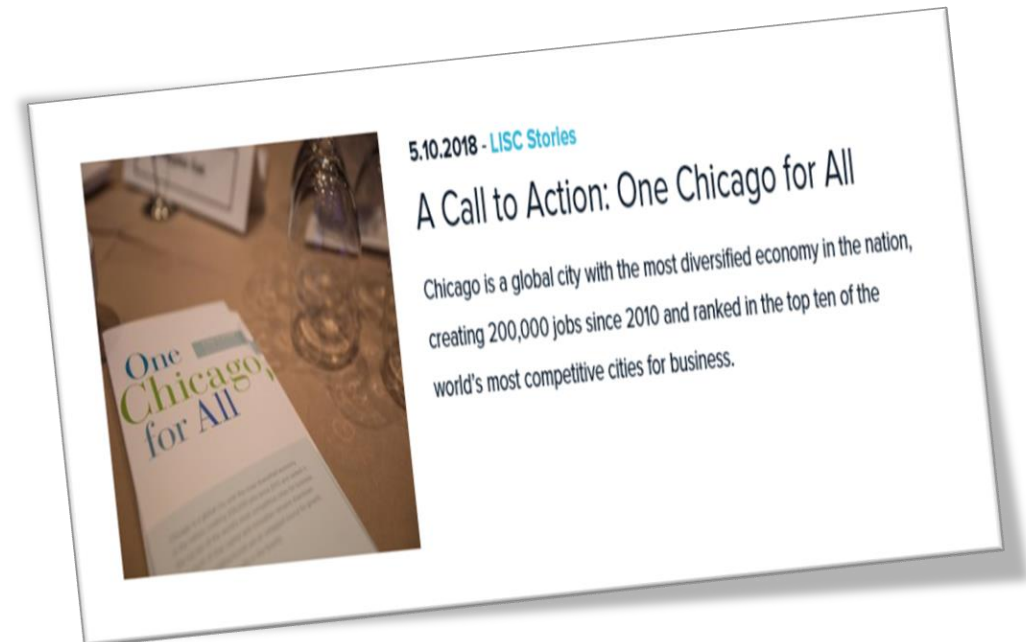 5.10.2018 - LISC Stories
A Call to Action: One Chicago for All
Chicago is a global city with the most diversified economy in the nation,
creating 200,000 jobs since 2010 and ranked in the top ten of the
world's most competitive cities for business.
One
Chicago,
for All